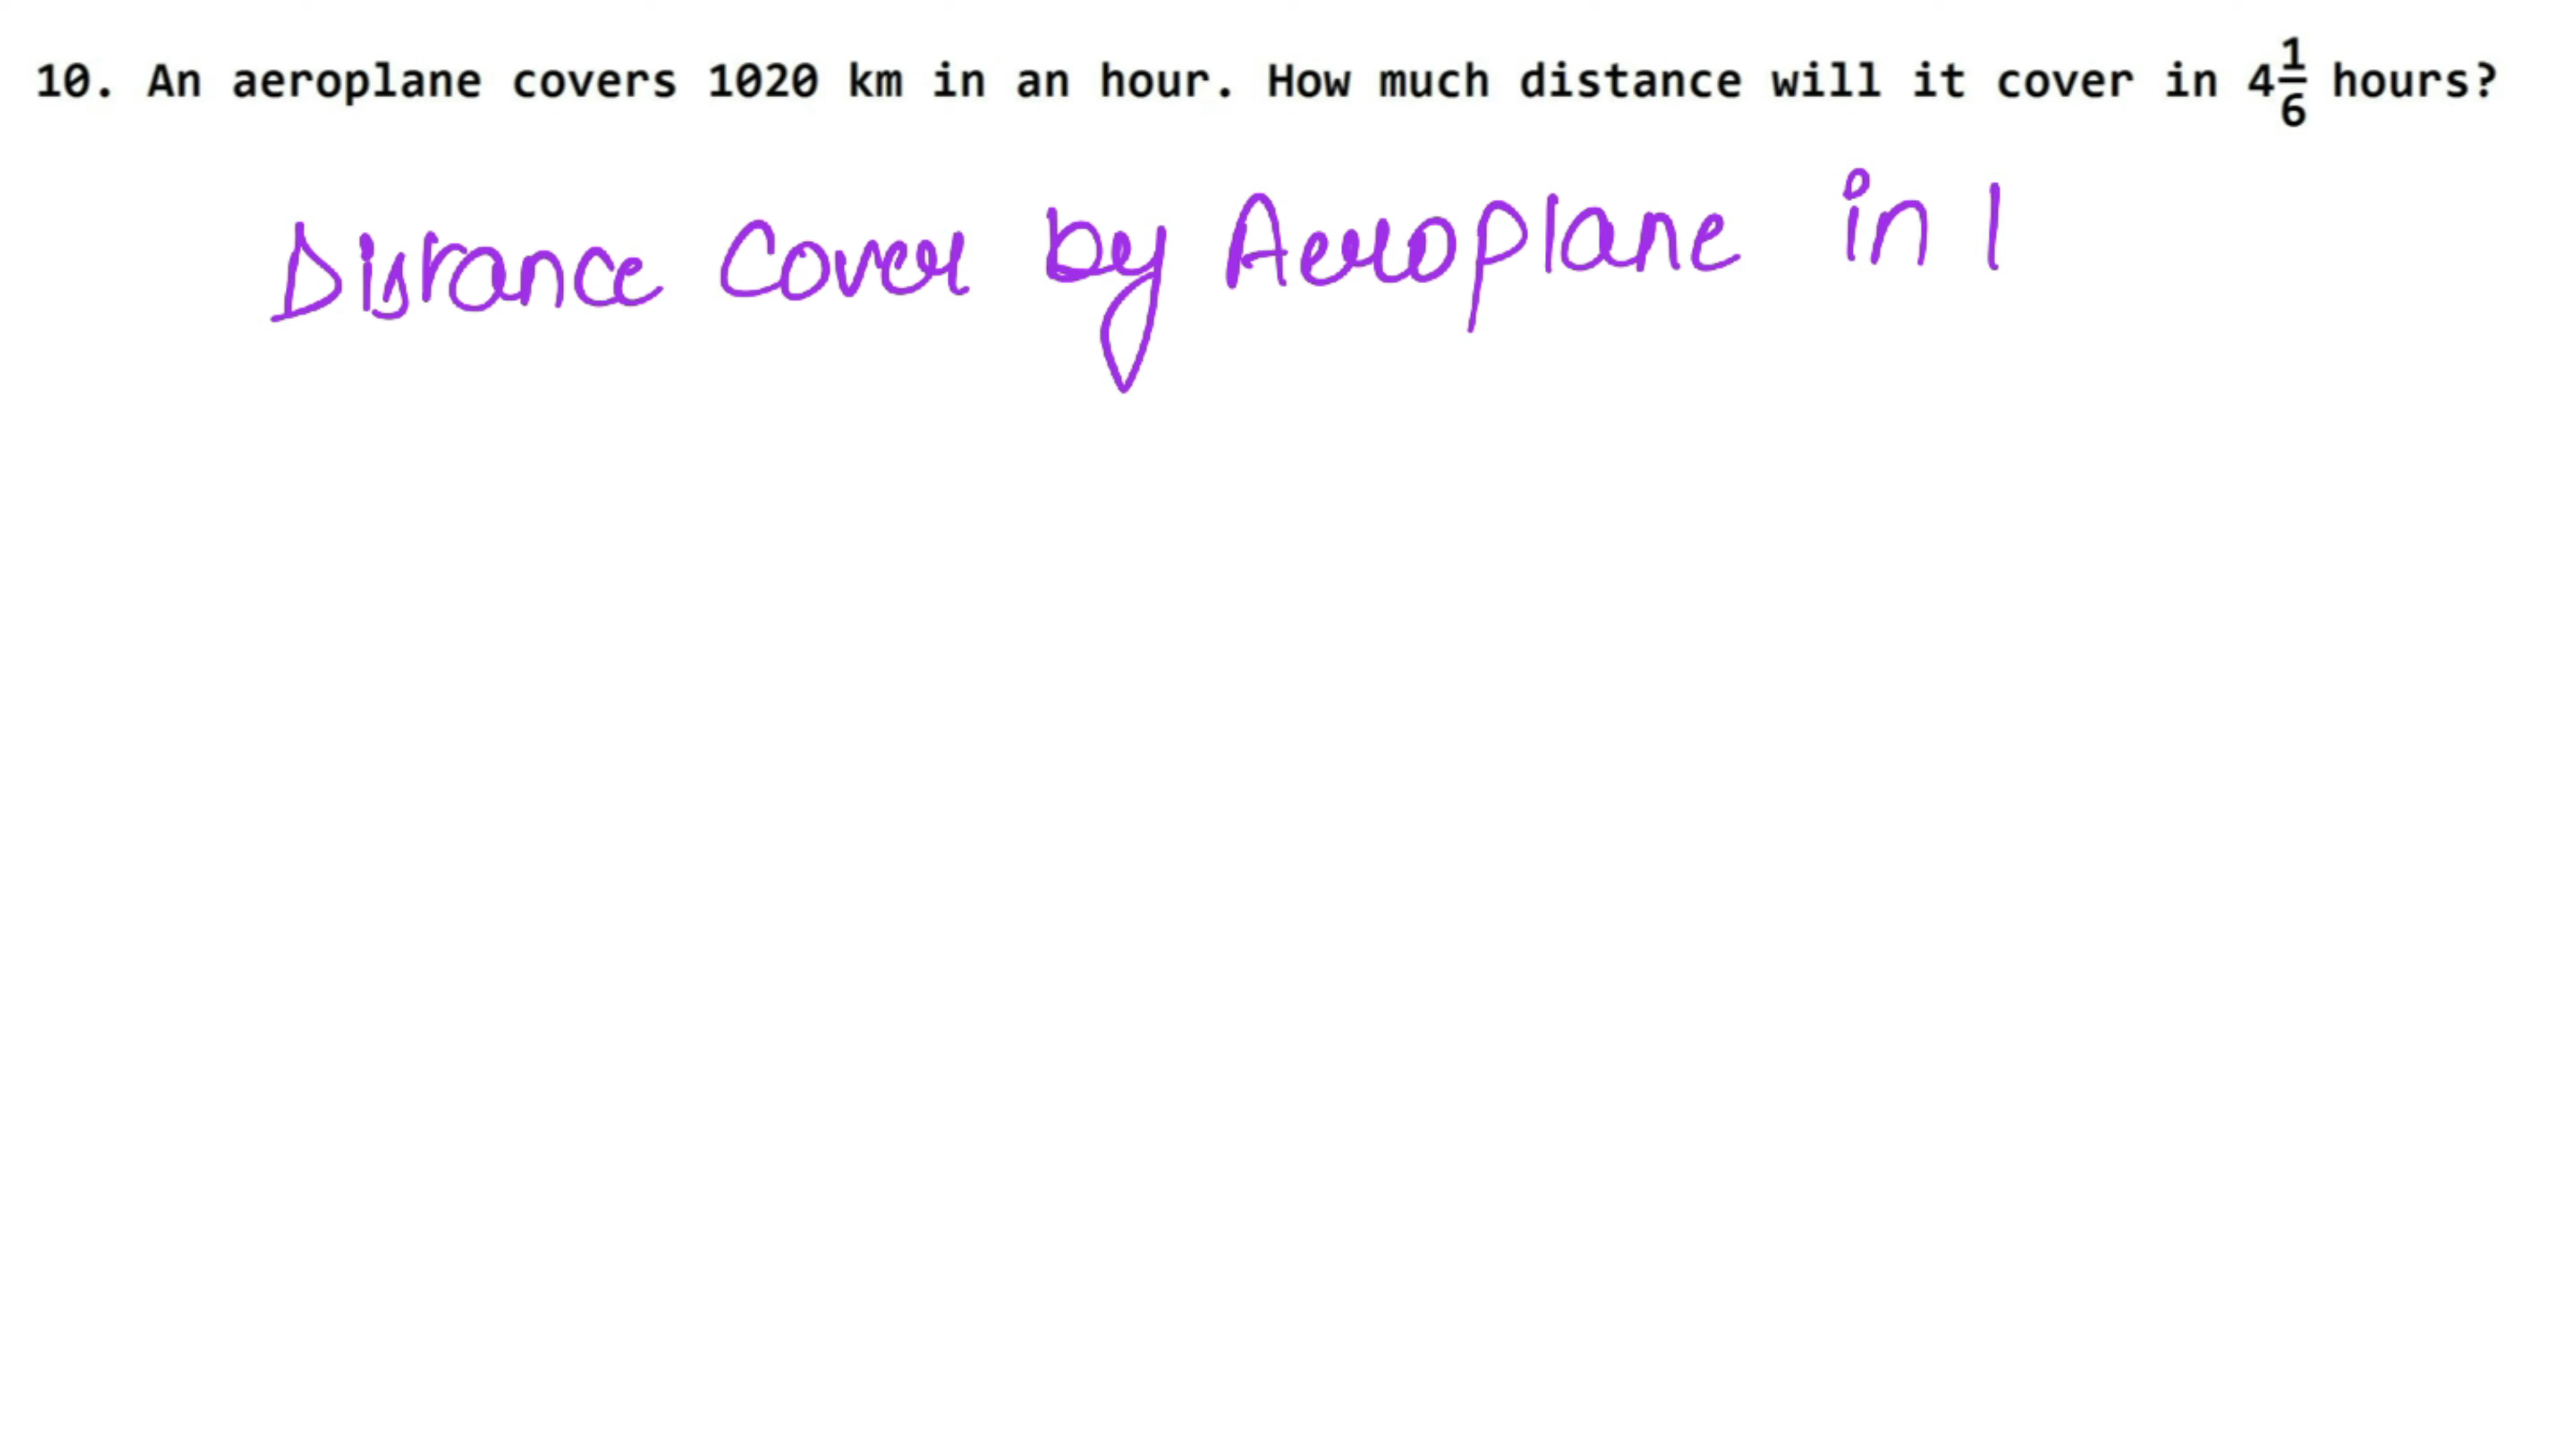 10. An aeroplane covers 1020 km in an hour. How much distance will it cover in 4 1/6 hours?
Distance Cover by Aeroplane in 1